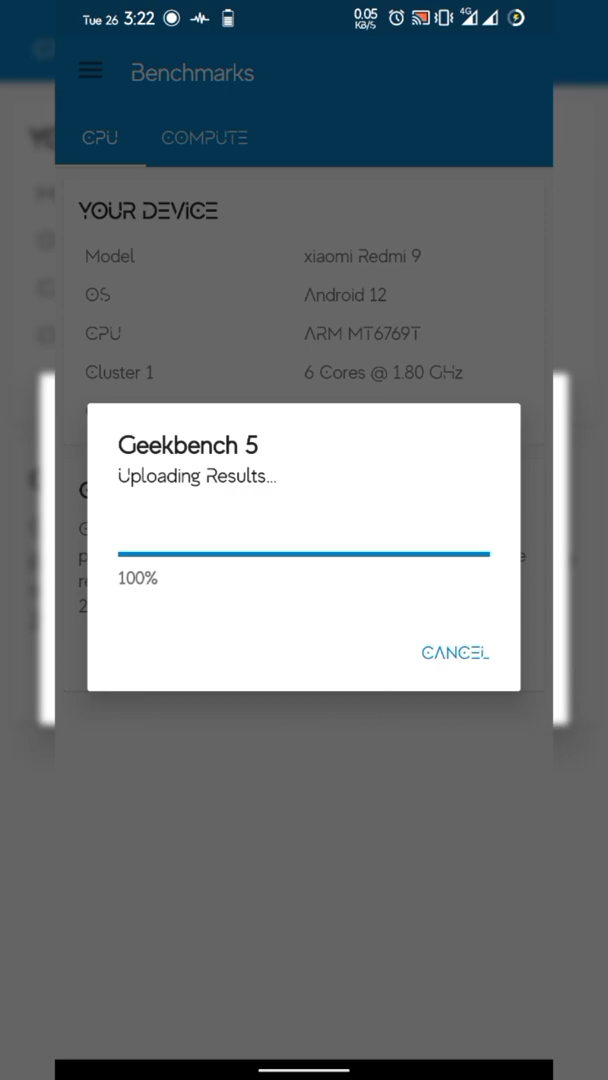 Tue 26 3:22
0.05
KB/S
4G
Benchmarks
CPU
COMPUTE
YOUR DEVICE
Model xiaomi Redmi 9
OS Android 12
CPU ARM MT6769T
Cluster 1 6 Cores @ 1.80 GHz
Geekbench 5
Uploading Results...
100%
CANCEL